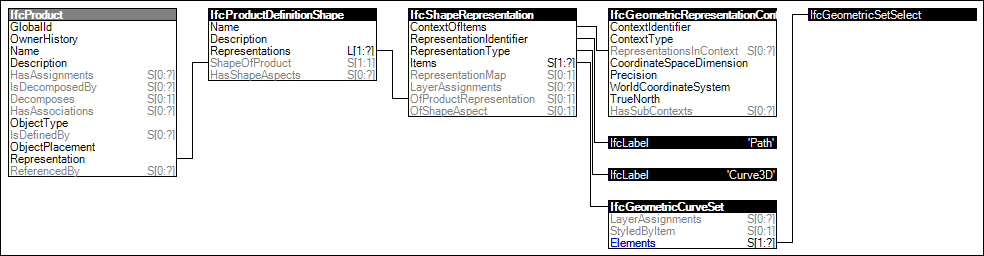 IfcProduct
GlobalId
OwnerHistory
Name
Description
HasAssignments S[0:?]
IsDecomposedBy S[0:?]
Decomposes S[0:1]
HasAssociations S[0:?]
ObjectType
IsDefinedBy S[0:?]
ObjectPlacement
Representation
ReferencedBy S[0:?]
IfcProductDefinitionShape
Name
Description
Representations L[1:?]
ShapeOfProduct S[1:1]
HasShapeAspects S[0:?]
IfcShapeRepresentation
ContextOfItems
RepresentationIdentifier
RepresentationType
Items S[1:?]
RepresentationMap S[0:1]
LayerAssignments S[0:?]
OfProductRepresentation S[0:1]
OfShapeAspect S[0:1]
IfcGeometricRepresentationCont
ContextIdentifier
ContextType
RepresentationsInContext S[0:?]
CoordinateSpaceDimension
Precision
WorldCoordinateSystem
TrueNorth
HasSubContexts S[0:?]
IfcLabel 'Path'
IfcLabel 'Curve3D'
IfcGeometricCurveSet
LayerAssignments S[0:?]
StyledByItem S[0:1]
Elements S[1:?]
IfcGeometricSetSelect